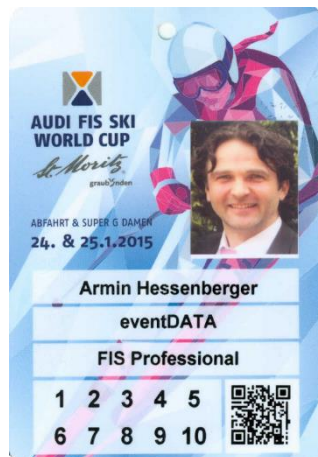 AUDI FIS SKI
WORLD CUP
St. Moritz
graubünden
ABFAHRT & SUPER G DAMEN
24. & 25.1.2015
Armin Hessenberger
eventDATA
FIS Professional
1 2 3 4 5
6 7 8 9 10